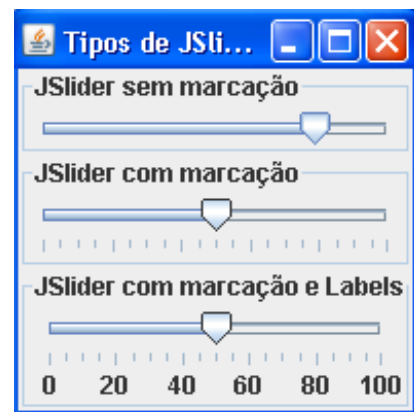 Tipos de JSli...
JSlider sem marcação
JSlider com marcação
JSlider com marcação e Labels
0 20 40 60 80 100